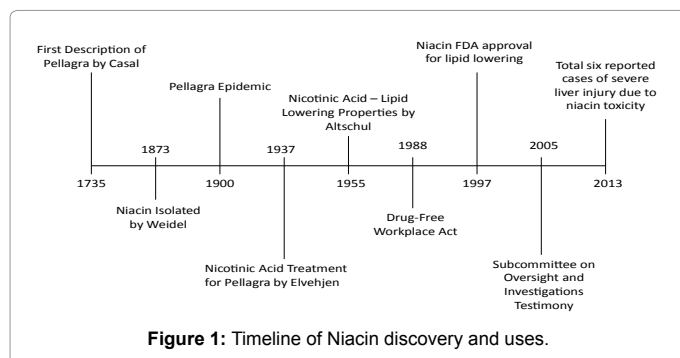 First Description of
Pellagra by Casal
Pellagra Epidemic
Nicotinic Acid – Lipid
Lowering Properties by
Altschul
Niacin FDA approval
for lipid lowering
Total six reported
cases of severe
liver injury due to
niacin toxicity
1873
1937
1988
2005
1735
1900
1955
1997
2013
Niacin Isolated
by Weidel
Nicotinic Acid Treatment
for Pellagra by Elvehjen
Drug-Free
Workplace Act
Subcommittee on
Oversight and
Investigations
Testimony
Figure 1: Timeline of Niacin discovery and uses.